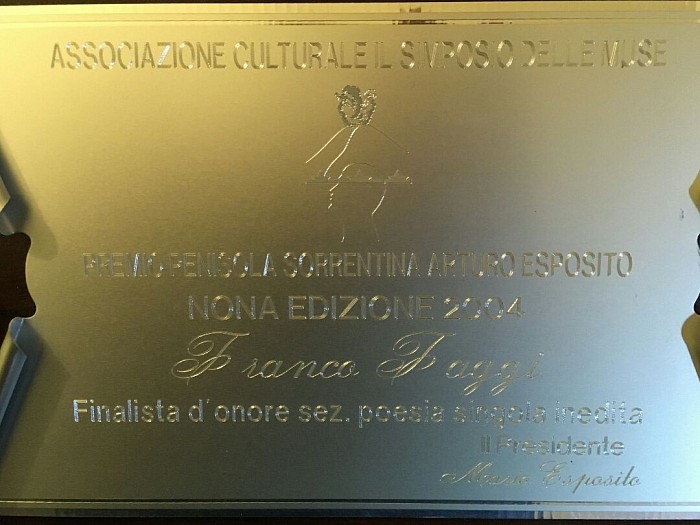 ASSOCIAZIONE CULTURALE IL SIMPOSIO DELLE MUSE
PREMIO PENISOLA SORRENTINA ARTURO ESPOSITO
NONA EDIZIONE 2004
Franco Faggi
Finalista d'onore sez. poesia singola inedita
Il Presidente
Esposito